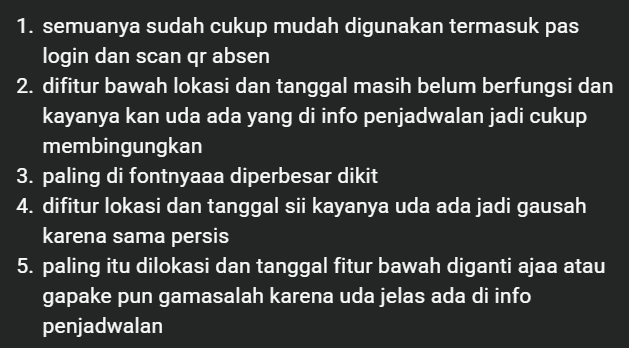 1. semuanya sudah cukup mudah digunakan termasuk pas
login dan scan qr absen
2. difitur bawah lokasi dan tanggal masih belum berfungsi dan
kayanya kan uda ada yang di info penjadwalan jadi cukup
membingungkan
3. paling di fontnyaaa diperbesar dikit
4. difitur lokasi dan tanggal sii kayanya uda ada jadi gausah
karena sama persis
5. paling itu dilokasi dan tanggal fitur bawah diganti ajaa atau
gapake pun gamasalah karena uda jelas ada di info
penjadwalan